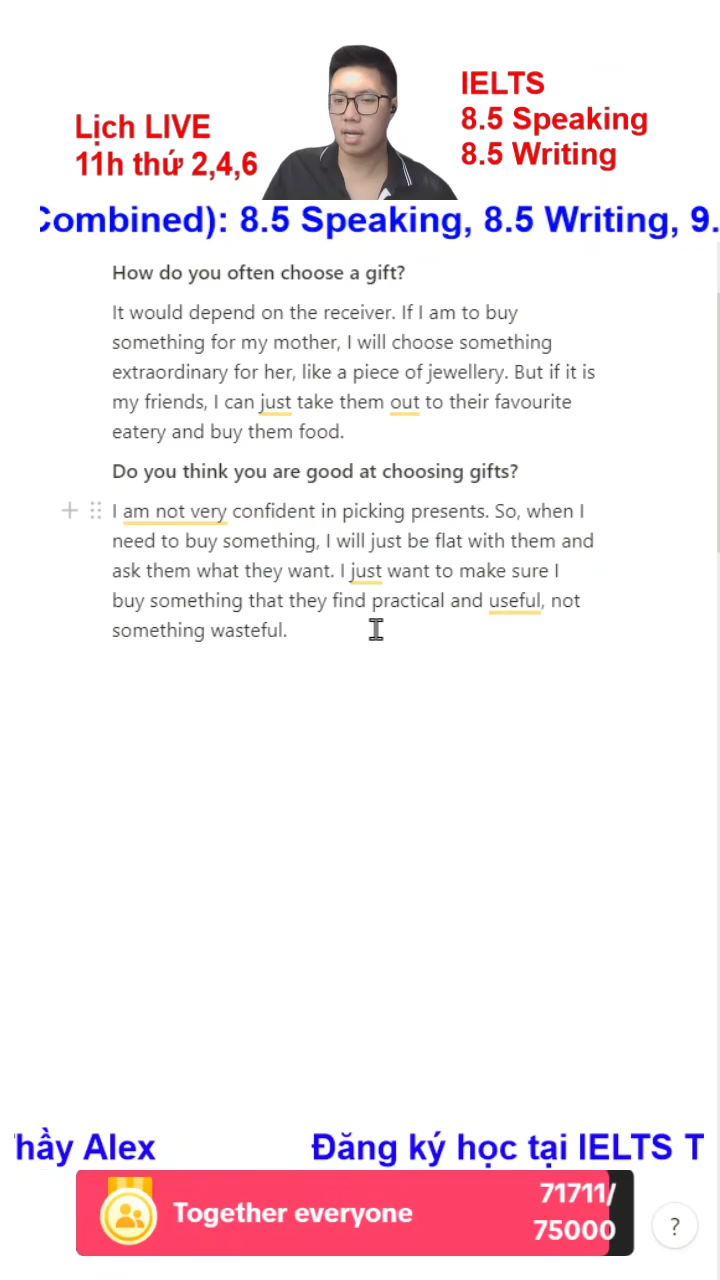 Lịch LIVE
11h thứ 2,4,6
IELTS
8.5 Speaking
8.5 Writing
Combined): 8.5 Speaking, 8.5 Writing, 9.
How do you often choose a gift?
It would depend on the receiver. If I am to buy
something for my mother, I will choose something
extraordinary for her, like a piece of jewellery. But if it is
my friends, I can just take them out to their favourite
eatery and buy them food.
Do you think you are good at choosing gifts?
I am not very confident in picking presents. So, when I
need to buy something, I will just be flat with them and
ask them what they want. I just want to make sure I
buy something that they find practical and useful, not
something wasteful.
hầy Alex
Đăng ký học tại IELTS T
Together everyone
71711/
75000
?